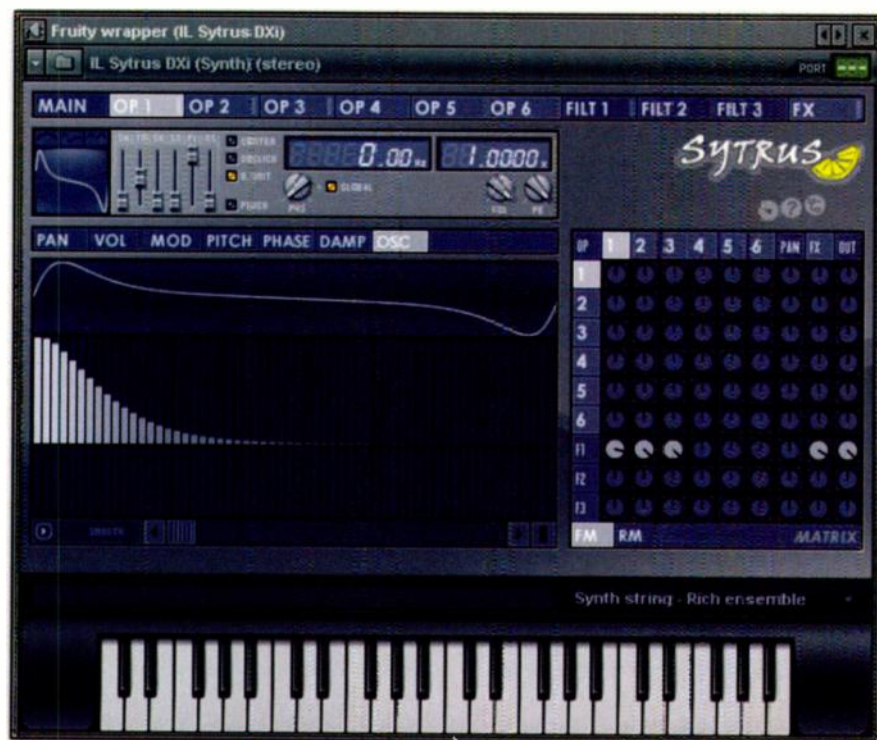 Fruity wrapper (IL Sytrus DXi)
IL Sytrus DXi (Synth) (stereo)
PORT ---
MAIN OP 1 OP 2 OP 3 OP 4 OP 5 OP 6 FILT 1 FILT 2 FILT 3 FX
CENTER
DECLICK
0.00 Hz 1.0000 x
GLOBAL
SYTRUS
PAN VOL MOD PITCH PHASE DAMP OSC
OP 1 2 3 4 5 6 PAN FX OUT
1
2
3
4
5
6
F1
F2
F3
FM RM MATRIX
Synth string - Rich ensemble